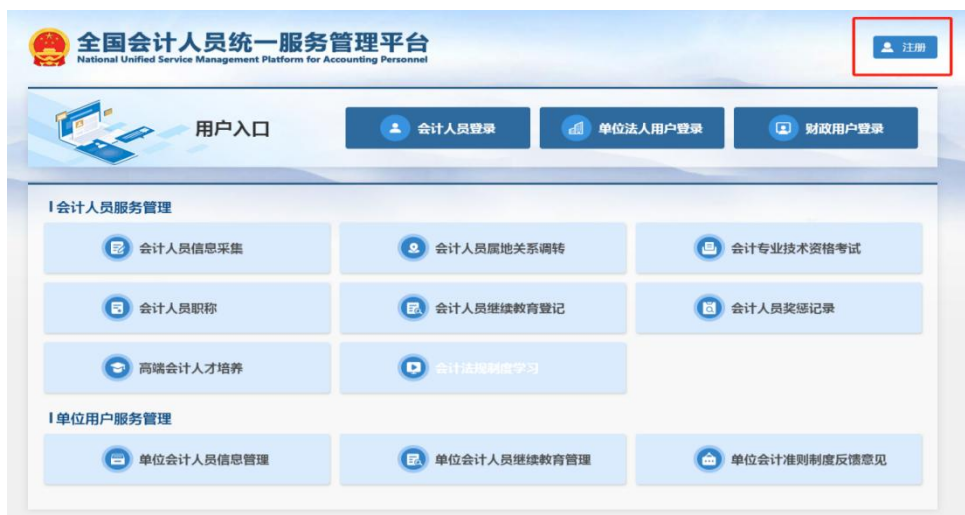 全国会计人员统一服务管理平台
National Unified Service Management Platform for Accounting Personnel
注册
用户入口
会计人员登录
单位法人用户登录
财政用户登录
会计人员服务管理
会计人员信息采集
会计人员属地关系调转
会计专业技术资格考试
会计人员职称
会计人员继续教育登记
会计人员奖惩记录
高端会计人才培养
会计法规制度学习
单位用户服务管理
单位会计人员信息管理
单位会计人员继续教育管理
单位会计准则制度反馈意见